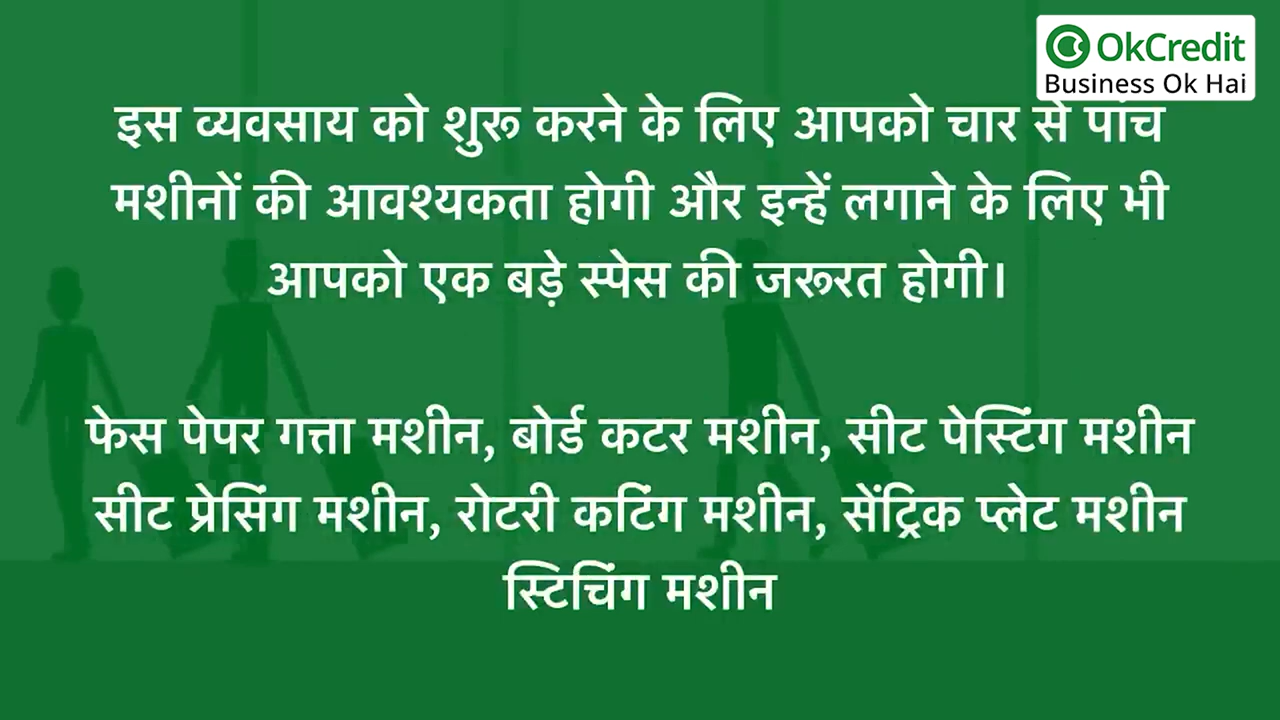 OkCredit
Business Ok Hai
इस व्यवसाय को शुरू करने के लिए आपको चार से पांच
मशीनों की आवश्यकता होगी और इन्हें लगाने के लिए भी
आपको एक बड़े स्पेस की जरूरत होगी।
फेस पेपर गत्ता मशीन, बोर्ड कटर मशीन, सीट पेस्टिंग मशीन
सीट प्रेसिंग मशीन, रोटरी कटिंग मशीन, सेंट्रिक प्लेट मशीन
स्टिचिंग मशीन